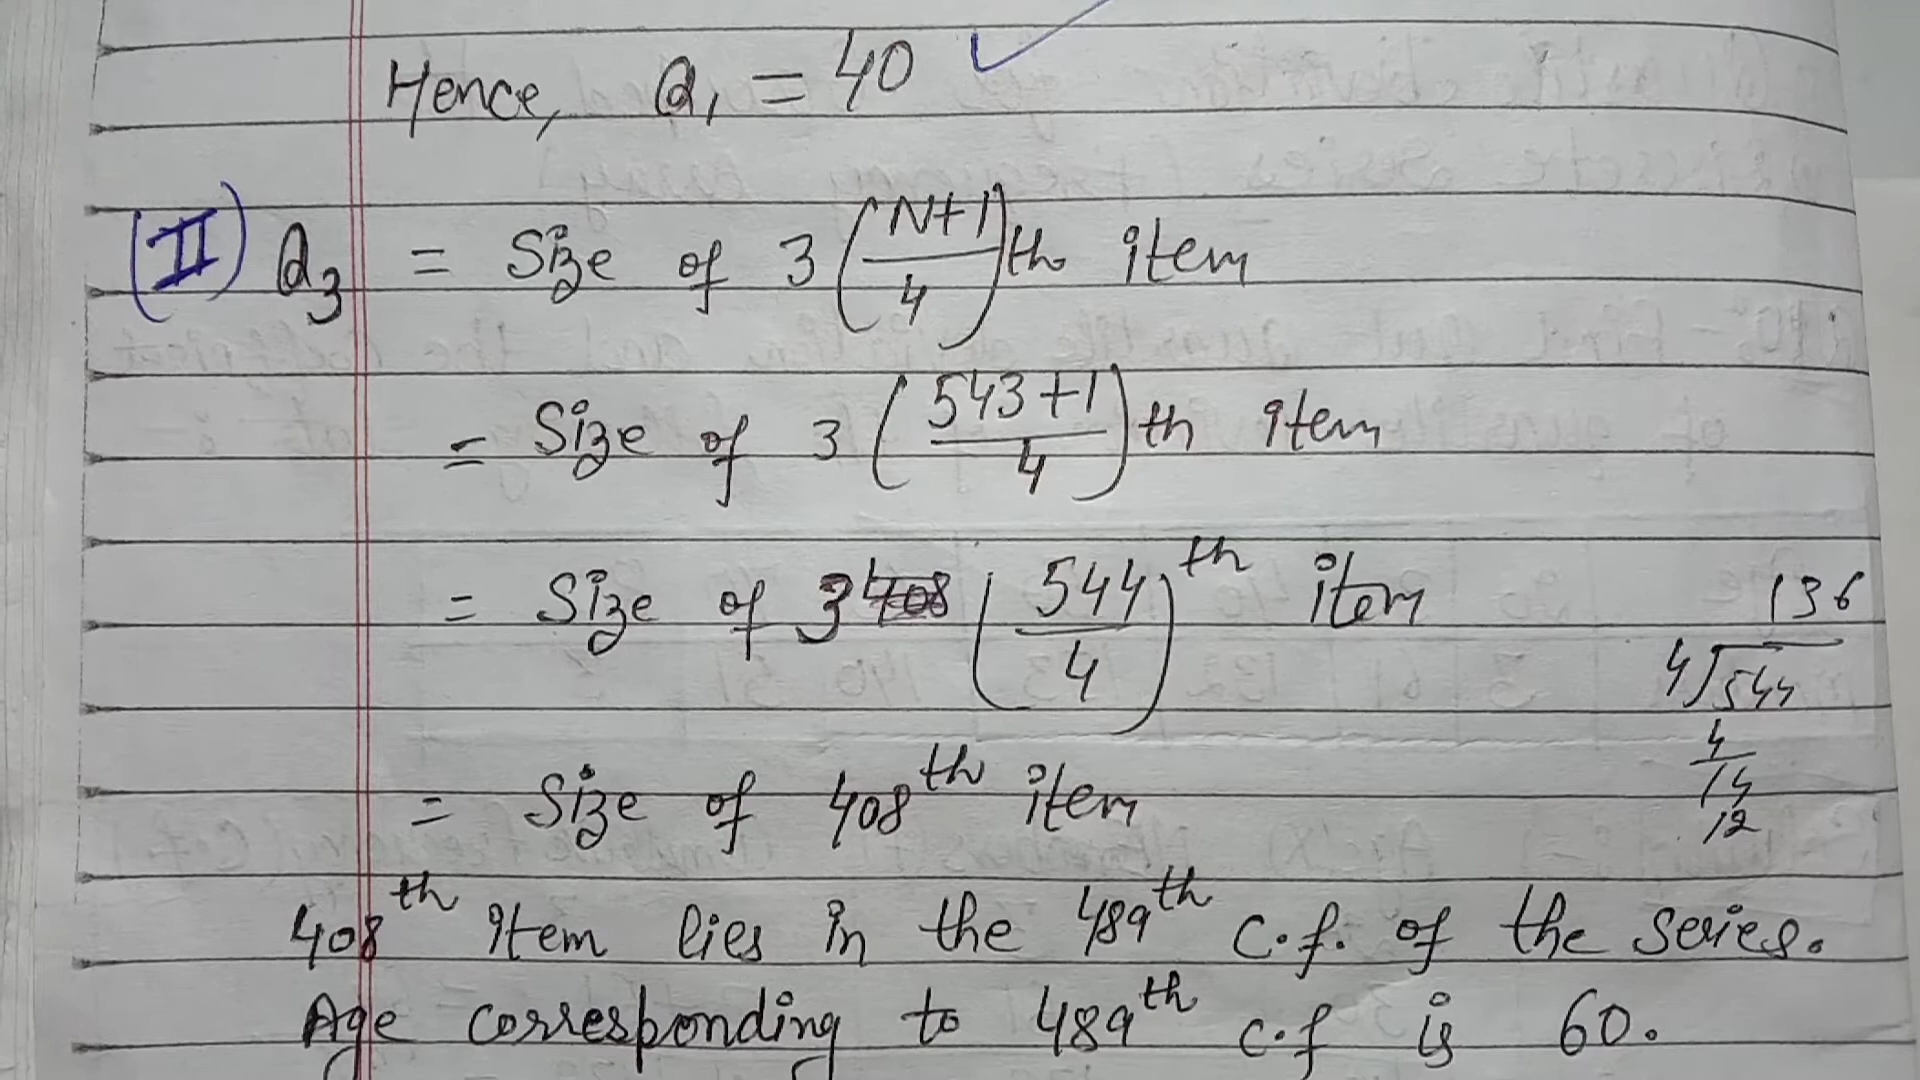 Hence, Q₁ = 40
(II) Q₃ = Size of 3 (N+1/4)th item
= Size of 3 (543+1/4)th item
= Size of 3 (544/4)th item
136
4√544
4
14
12
= Size of 408th item
408th item lies in the 489th c.f. of the series.
Age corresponding to 489th c.f is 60.